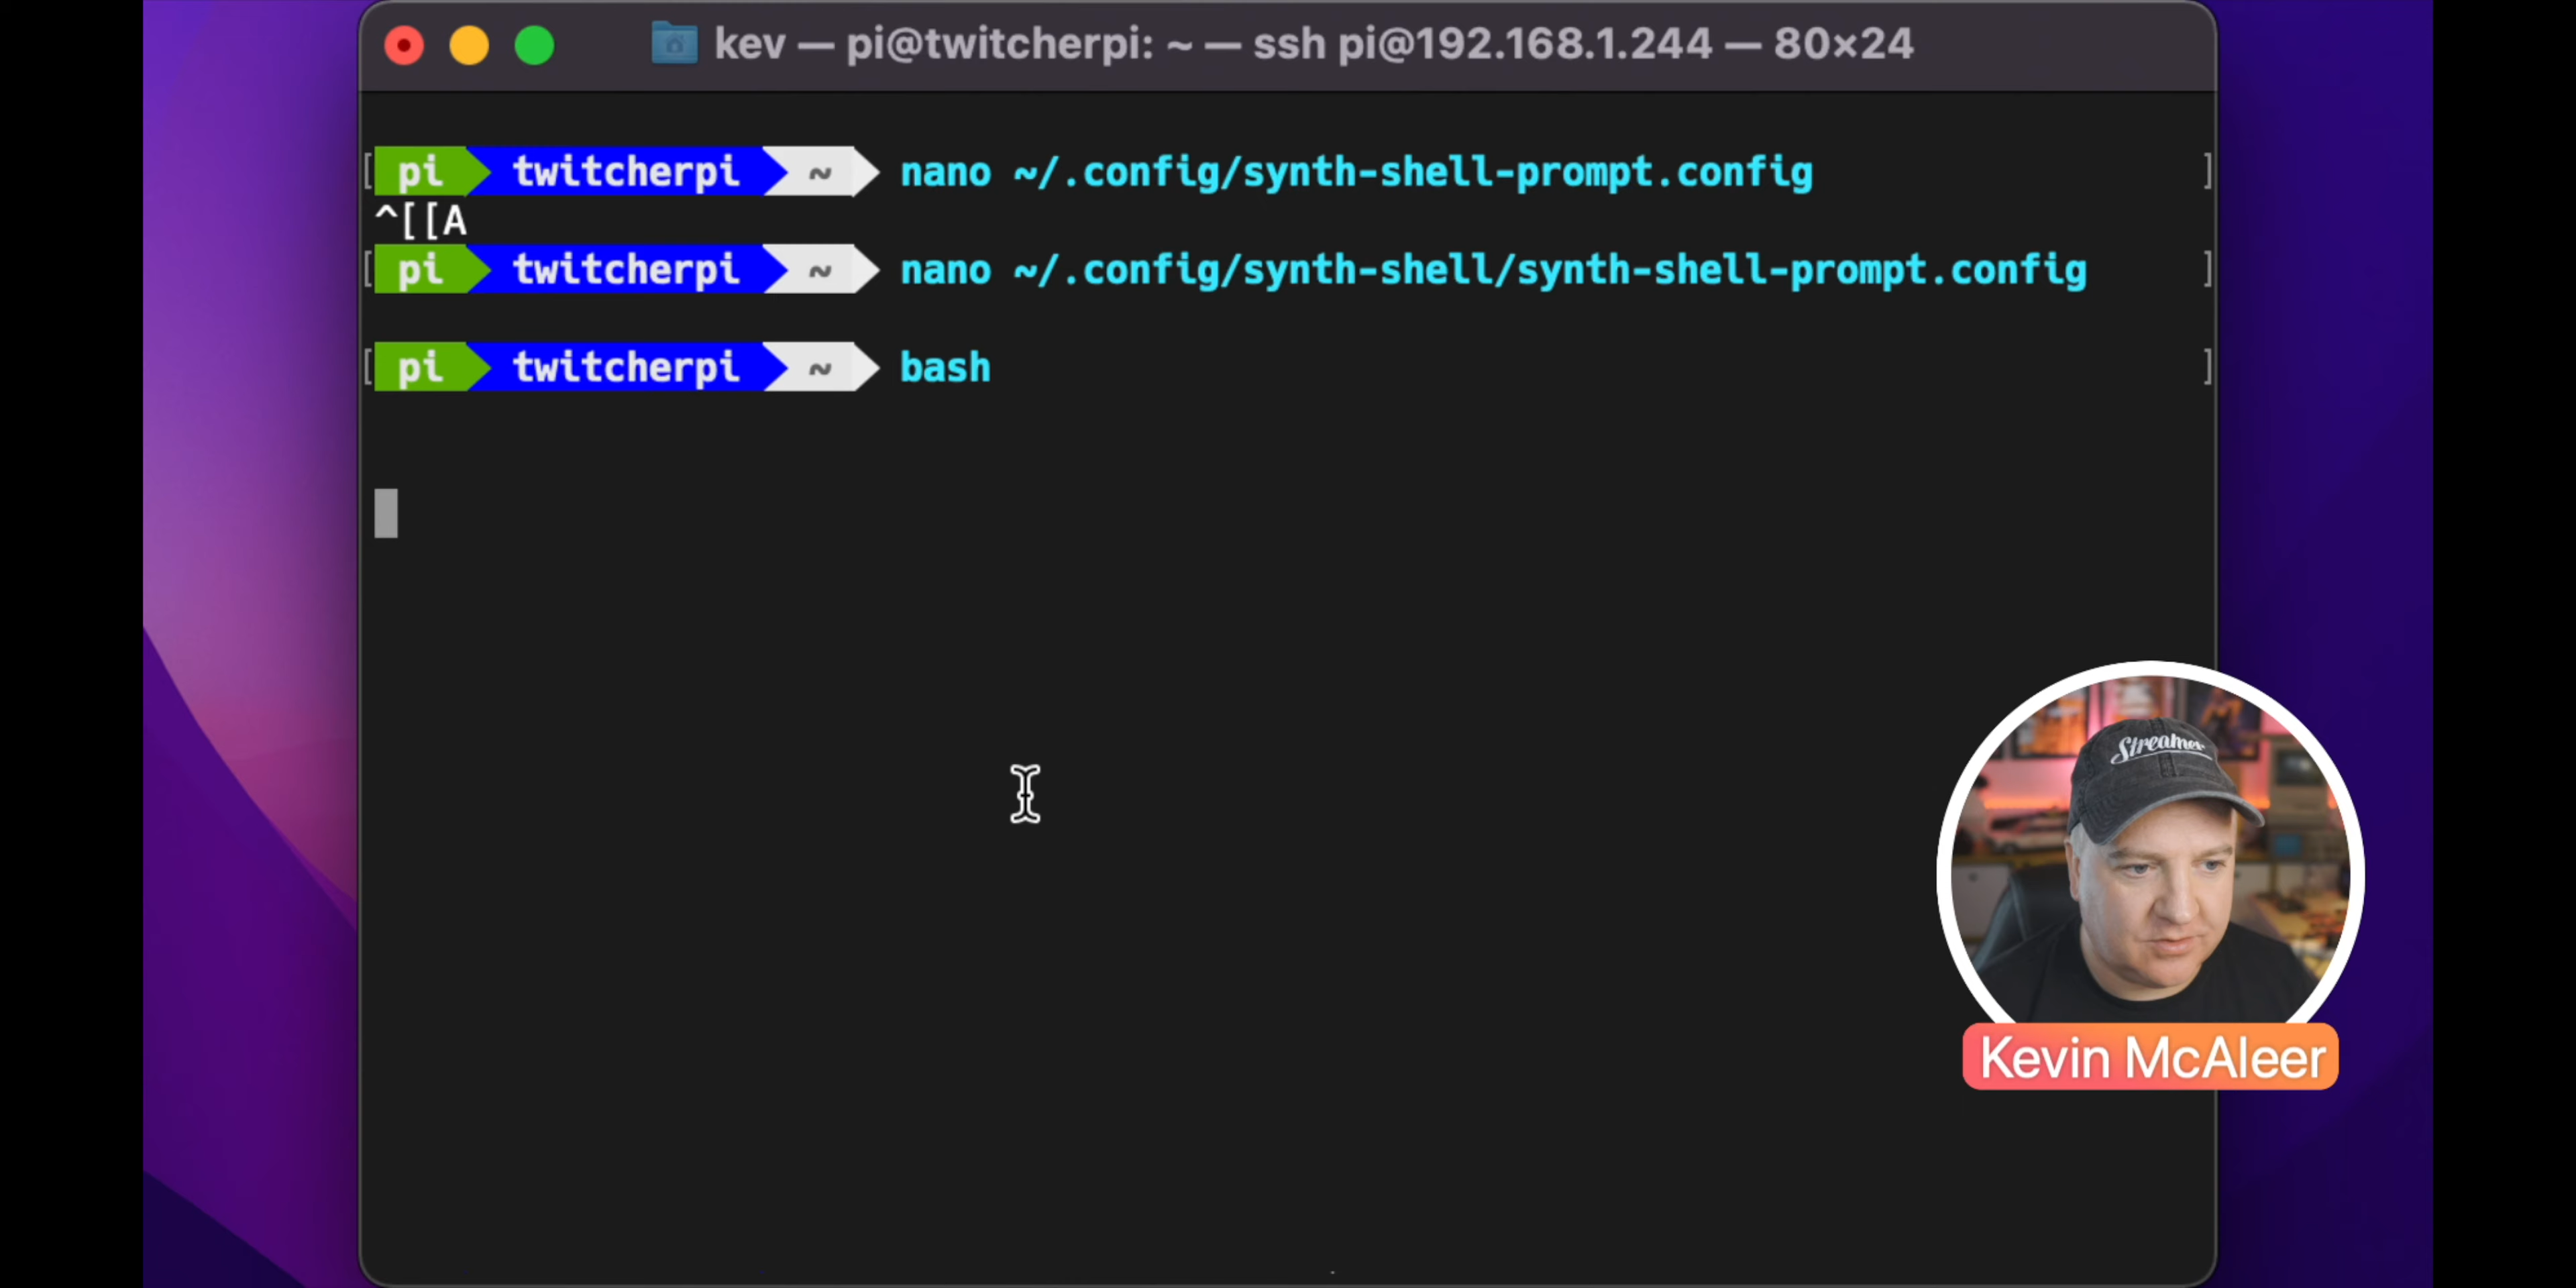 kev — pi@twitcherpi: ~ — ssh pi@192.168.1.244 — 80×24
[ pi twitcherpi ~ nano ~/.config/synth-shell-prompt.config ]
^[[A
[ pi twitcherpi ~ nano ~/.config/synth-shell/synth-shell-prompt.config ]
[ pi twitcherpi ~ bash ]
Streamer
Kevin McAleer